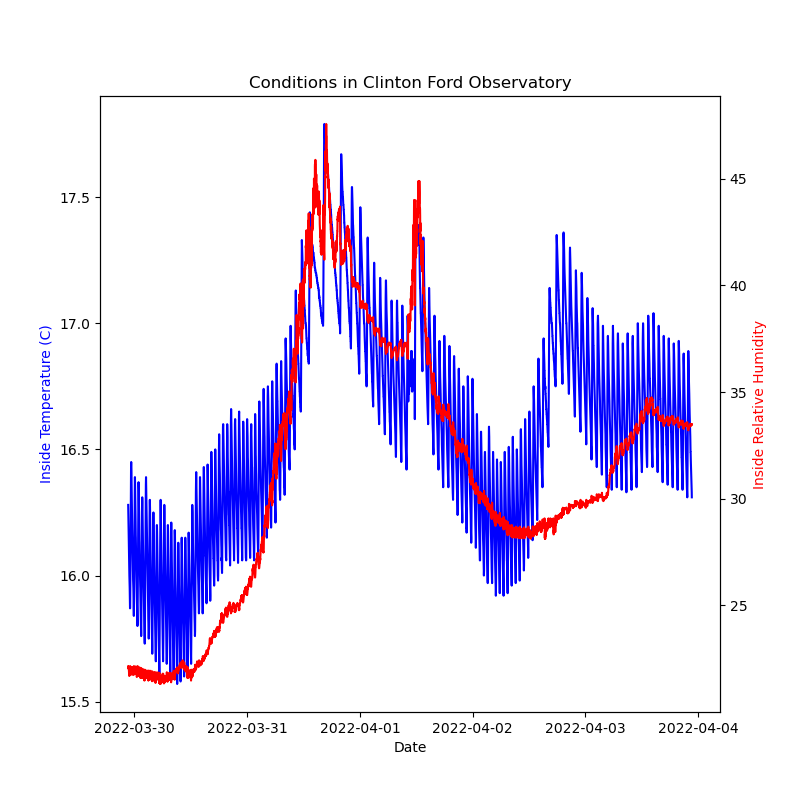 Conditions in Clinton Ford Observatory
17.5
17.0
16.5
16.0
15.5
Inside Temperature (C)
45
40
35
30
25
Inside Relative Humidity
2022-03-30 2022-03-31 2022-04-01 2022-04-02 2022-04-03 2022-04-04
Date